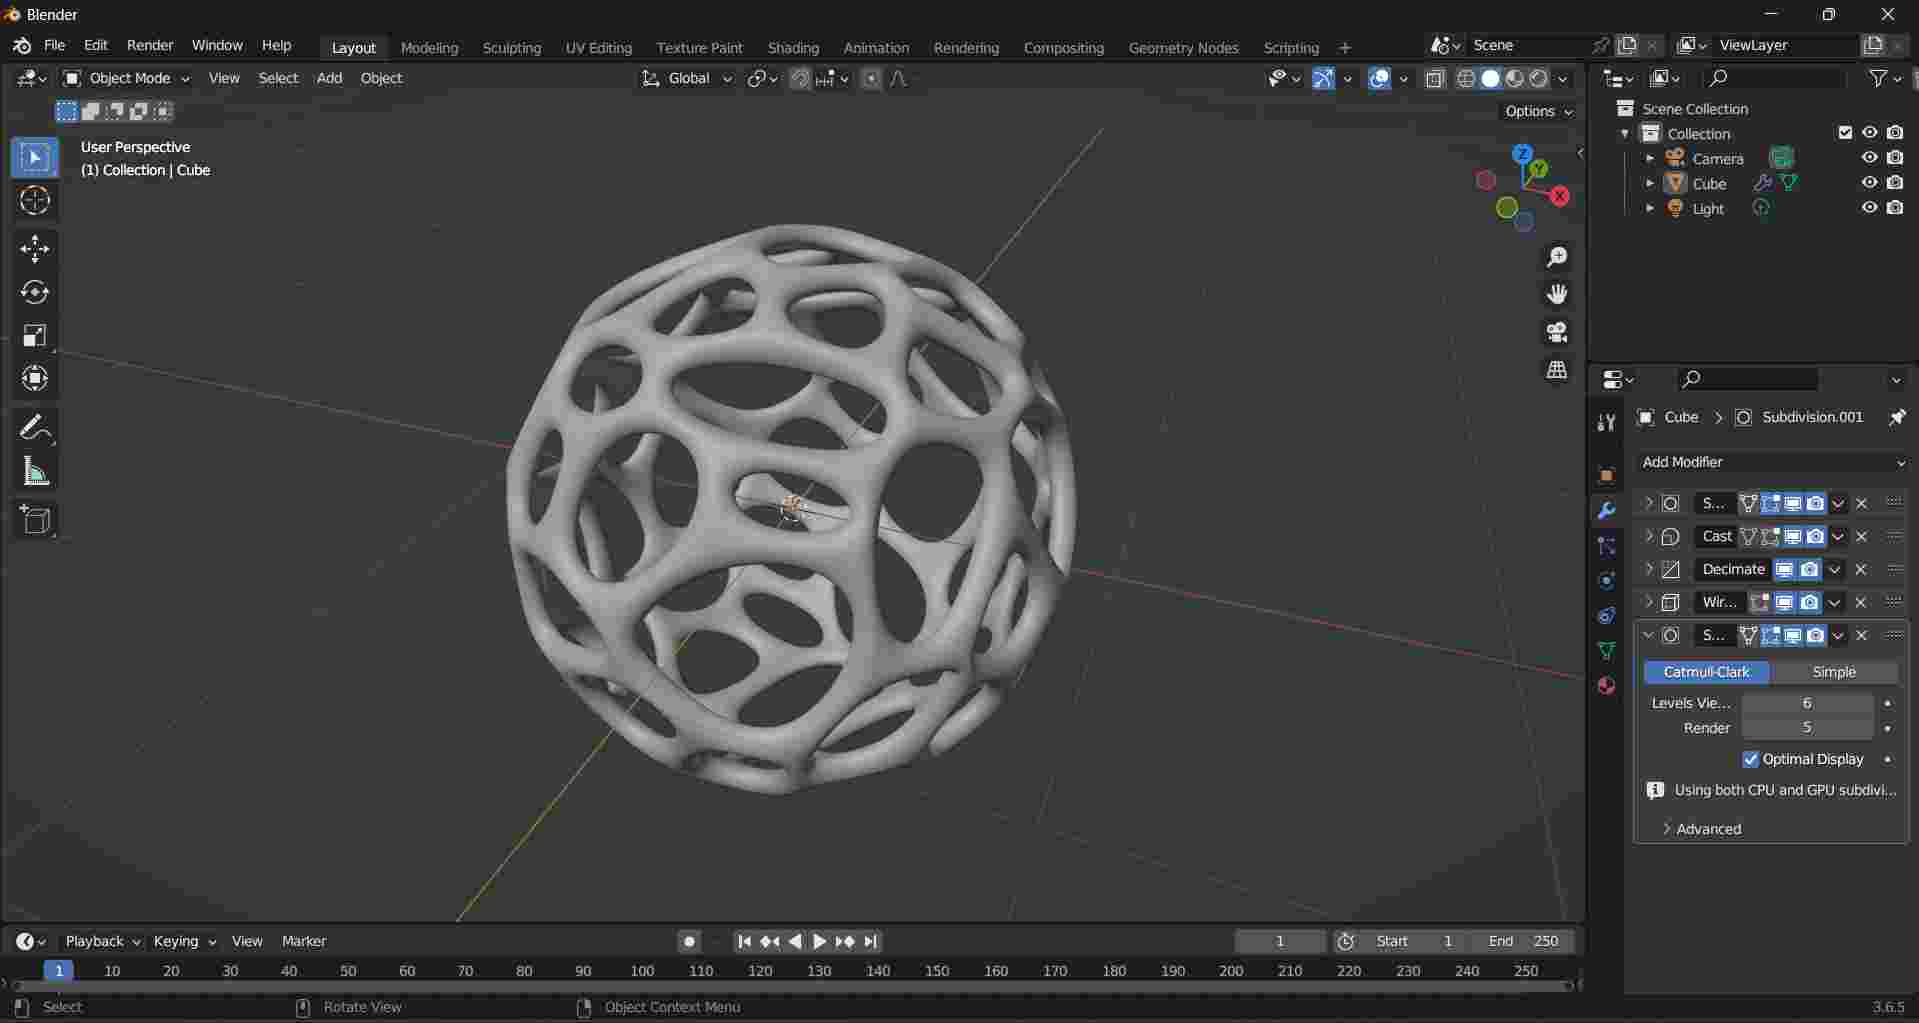 Blender
File Edit Render Window Help Layout Modeling Sculpting UV Editing Texture Paint Shading Animation Rendering Compositing Geometry Nodes Scripting + Scene ViewLayer
Object Mode View Select Add Object Global
Options
User Perspective
(1) Collection | Cube
Z
Y
X
Scene Collection
Collection
Camera
Cube
Light
Cube > Subdivision.001
Add Modifier
S...
Cast
Decimate
Wir...
S...
Catmull-Clark Simple
Levels Vie... 6
Render 5
Optimal Display
Using both CPU and GPU subdivi...
Advanced
Playback Keying View Marker 1 Start 1 End 250
1 10 20 30 40 50 60 70 80 90 100 110 120 130 140 150 160 170 180 190 200 210 220 230 240 250
Select Rotate View Object Context Menu 3.6.5